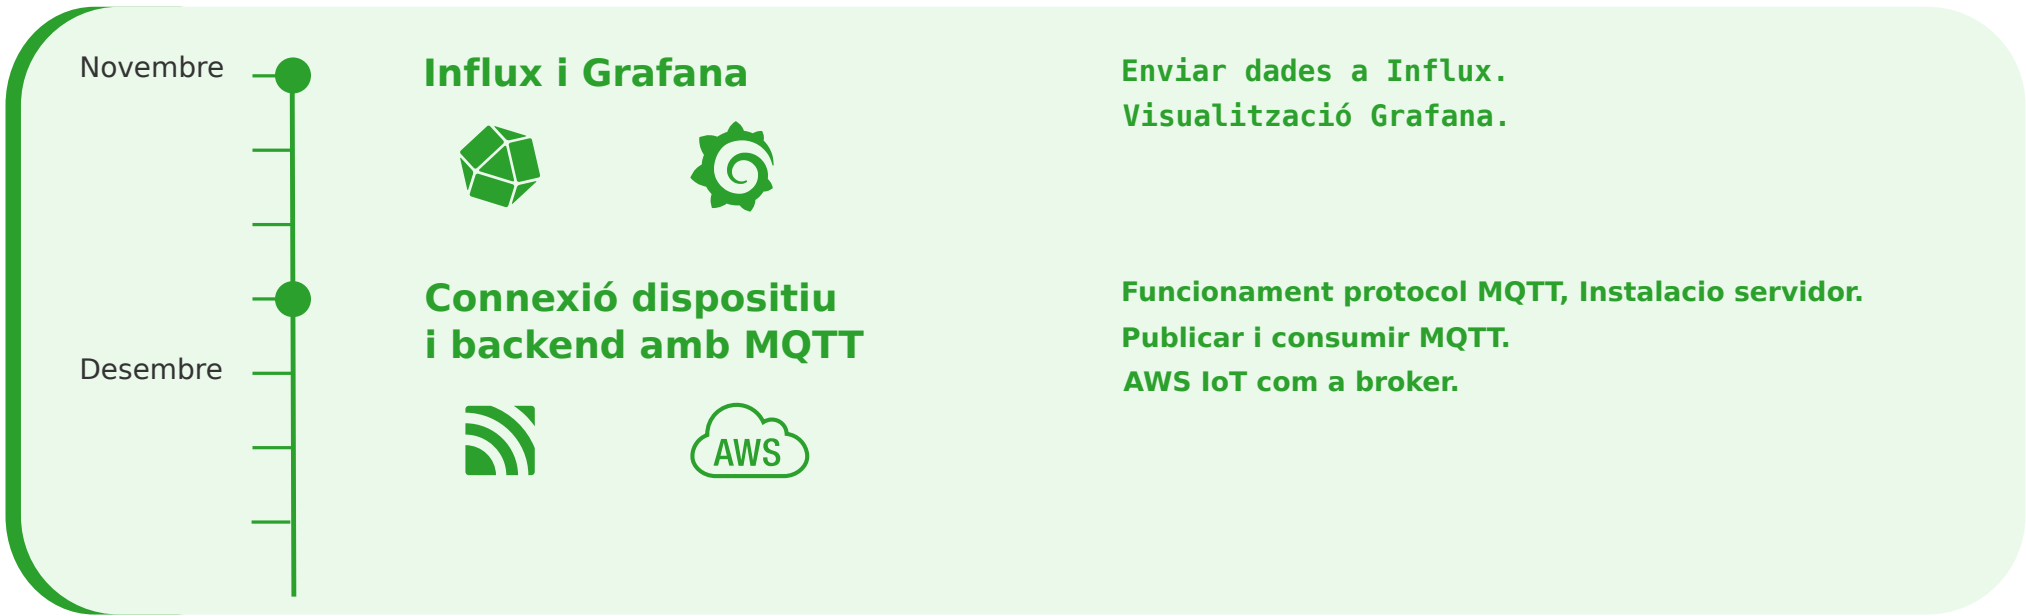 Novembre
Influx i Grafana
Enviar dades a Influx.
Visualització Grafana.
Connexió dispositiu
i backend amb MQTT
Funcionament protocol MQTT, Instalacio servidor.
Publicar i consumir MQTT.
AWS IoT com a broker.
Desembre
AWS